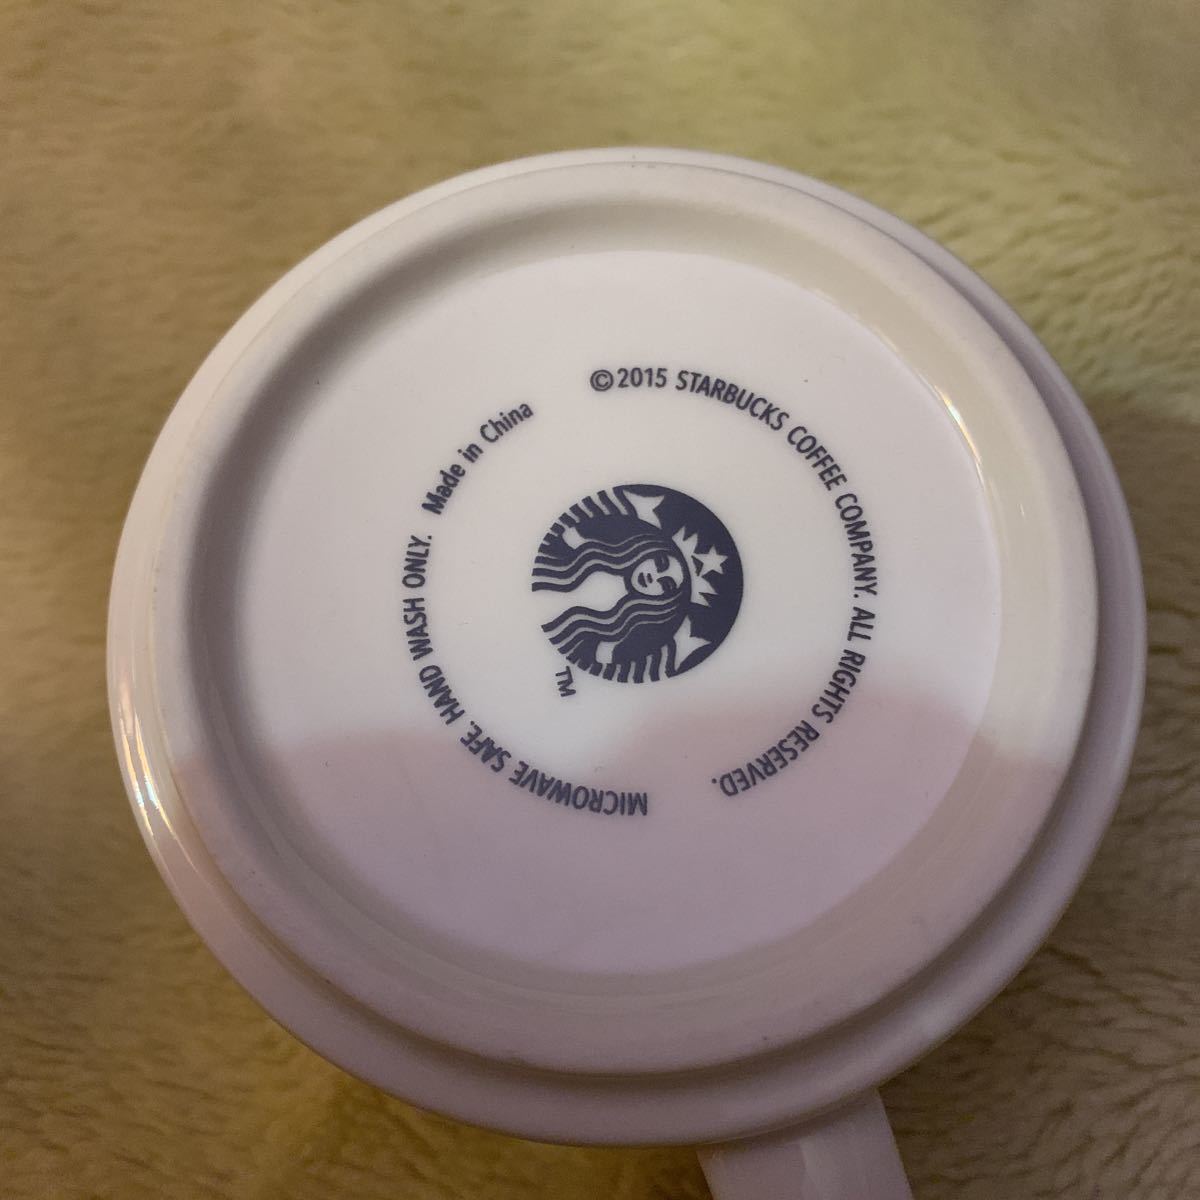 ©2015 STARBUCKS COFFEE COMPANY. ALL RIGHTS RESERVED.
MICROWAVE SAFE. HAND WASH ONLY. Made in China
TM